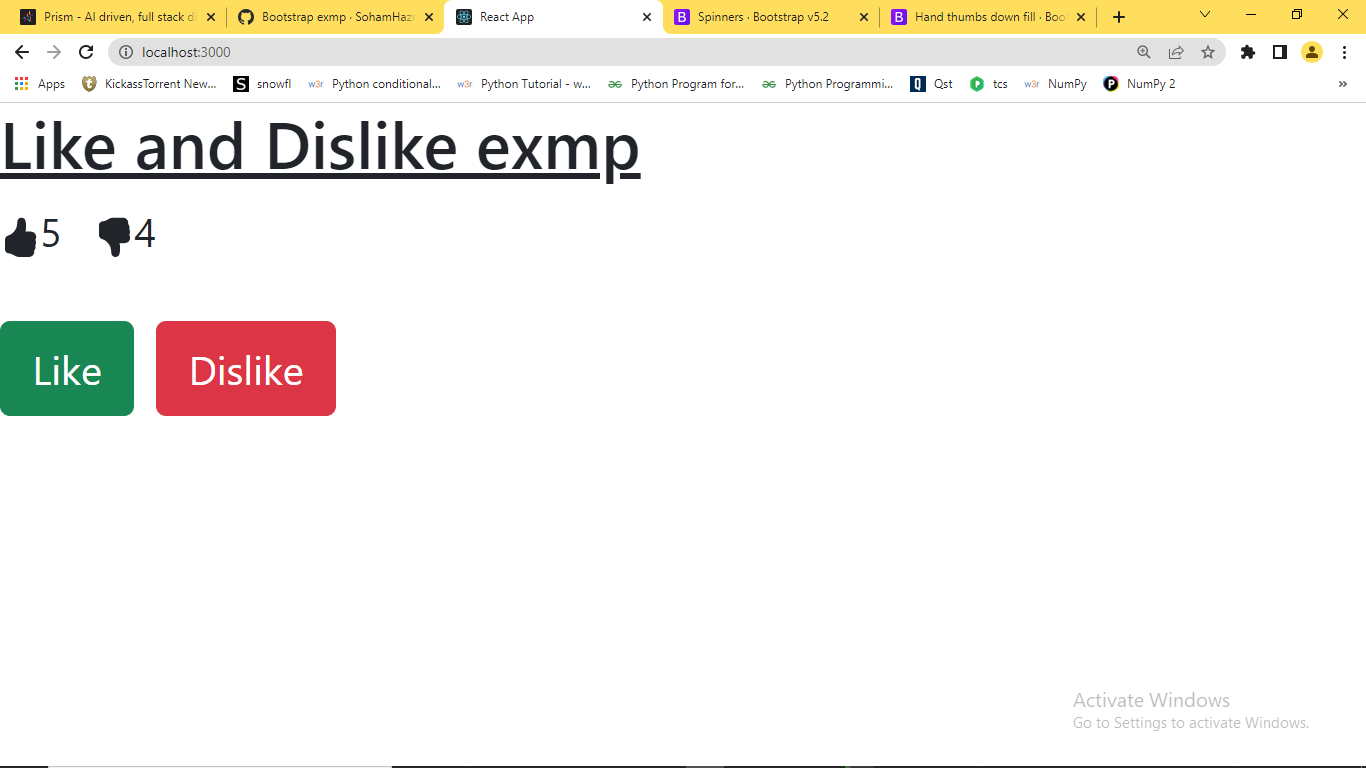 Prism - AI driven, full stack d
Bootstrap exmp · SohamHazr
React App
Spinners · Bootstrap v5.2
Hand thumbs down fill · Boot
localhost:3000
Apps
KickassTorrent New...
snowfl
Python conditional...
Python Tutorial - w...
Python Program for...
Python Programmi...
Qst
tcs
NumPy
NumPy 2
Like and Dislike exmp
5
4
Like
Dislike
Activate Windows
Go to Settings to activate Windows.